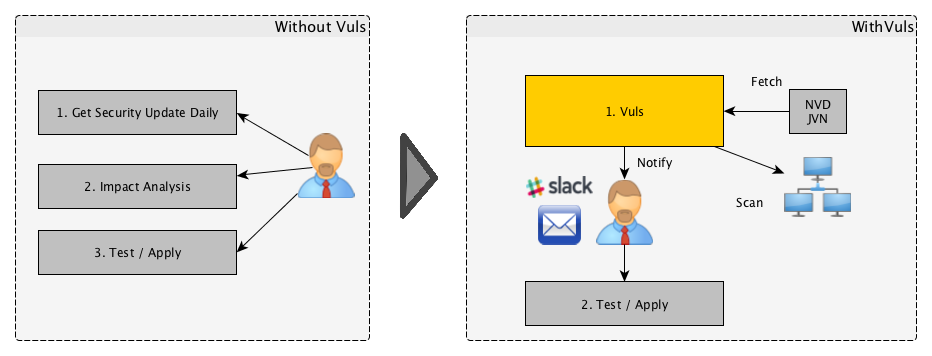 Without Vuls
1. Get Security Update Daily
2. Impact Analysis
3. Test / Apply
WithVuls
1. Vuls
Fetch
NVD
JVN
Notify
slack
Scan
2. Test / Apply